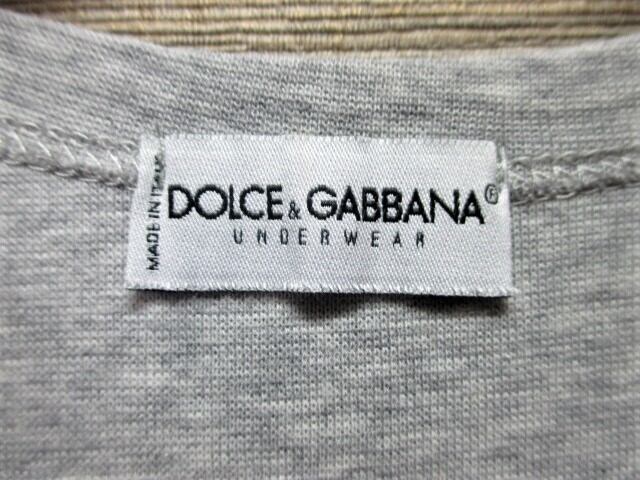 DOLCE & GABBANA®
UNDERWEAR
MADE IN ITALY